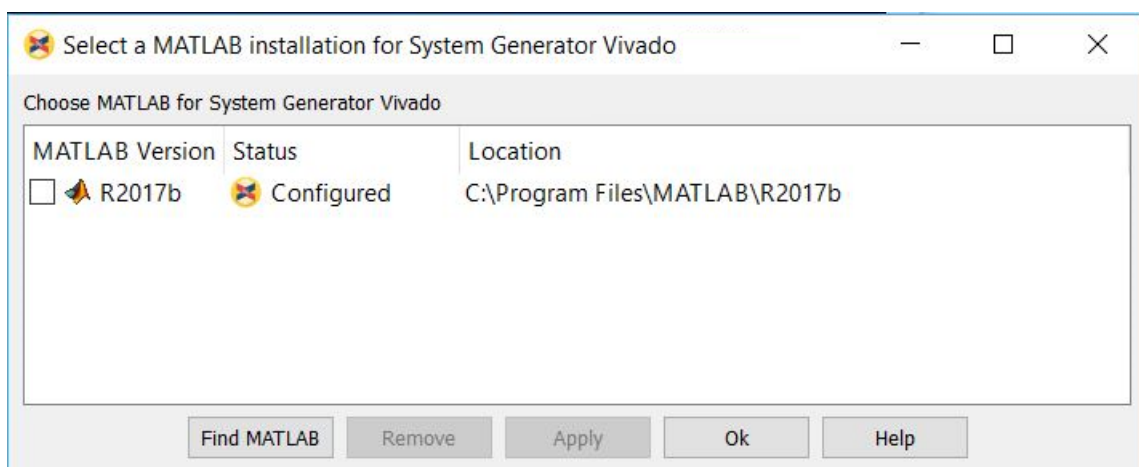 Select a MATLAB installation for System Generator Vivado
Choose MATLAB for System Generator Vivado
MATLAB Version Status Location
R2017b Configured C:\Program Files\MATLAB\R2017b
Find MATLAB Remove Apply Ok Help